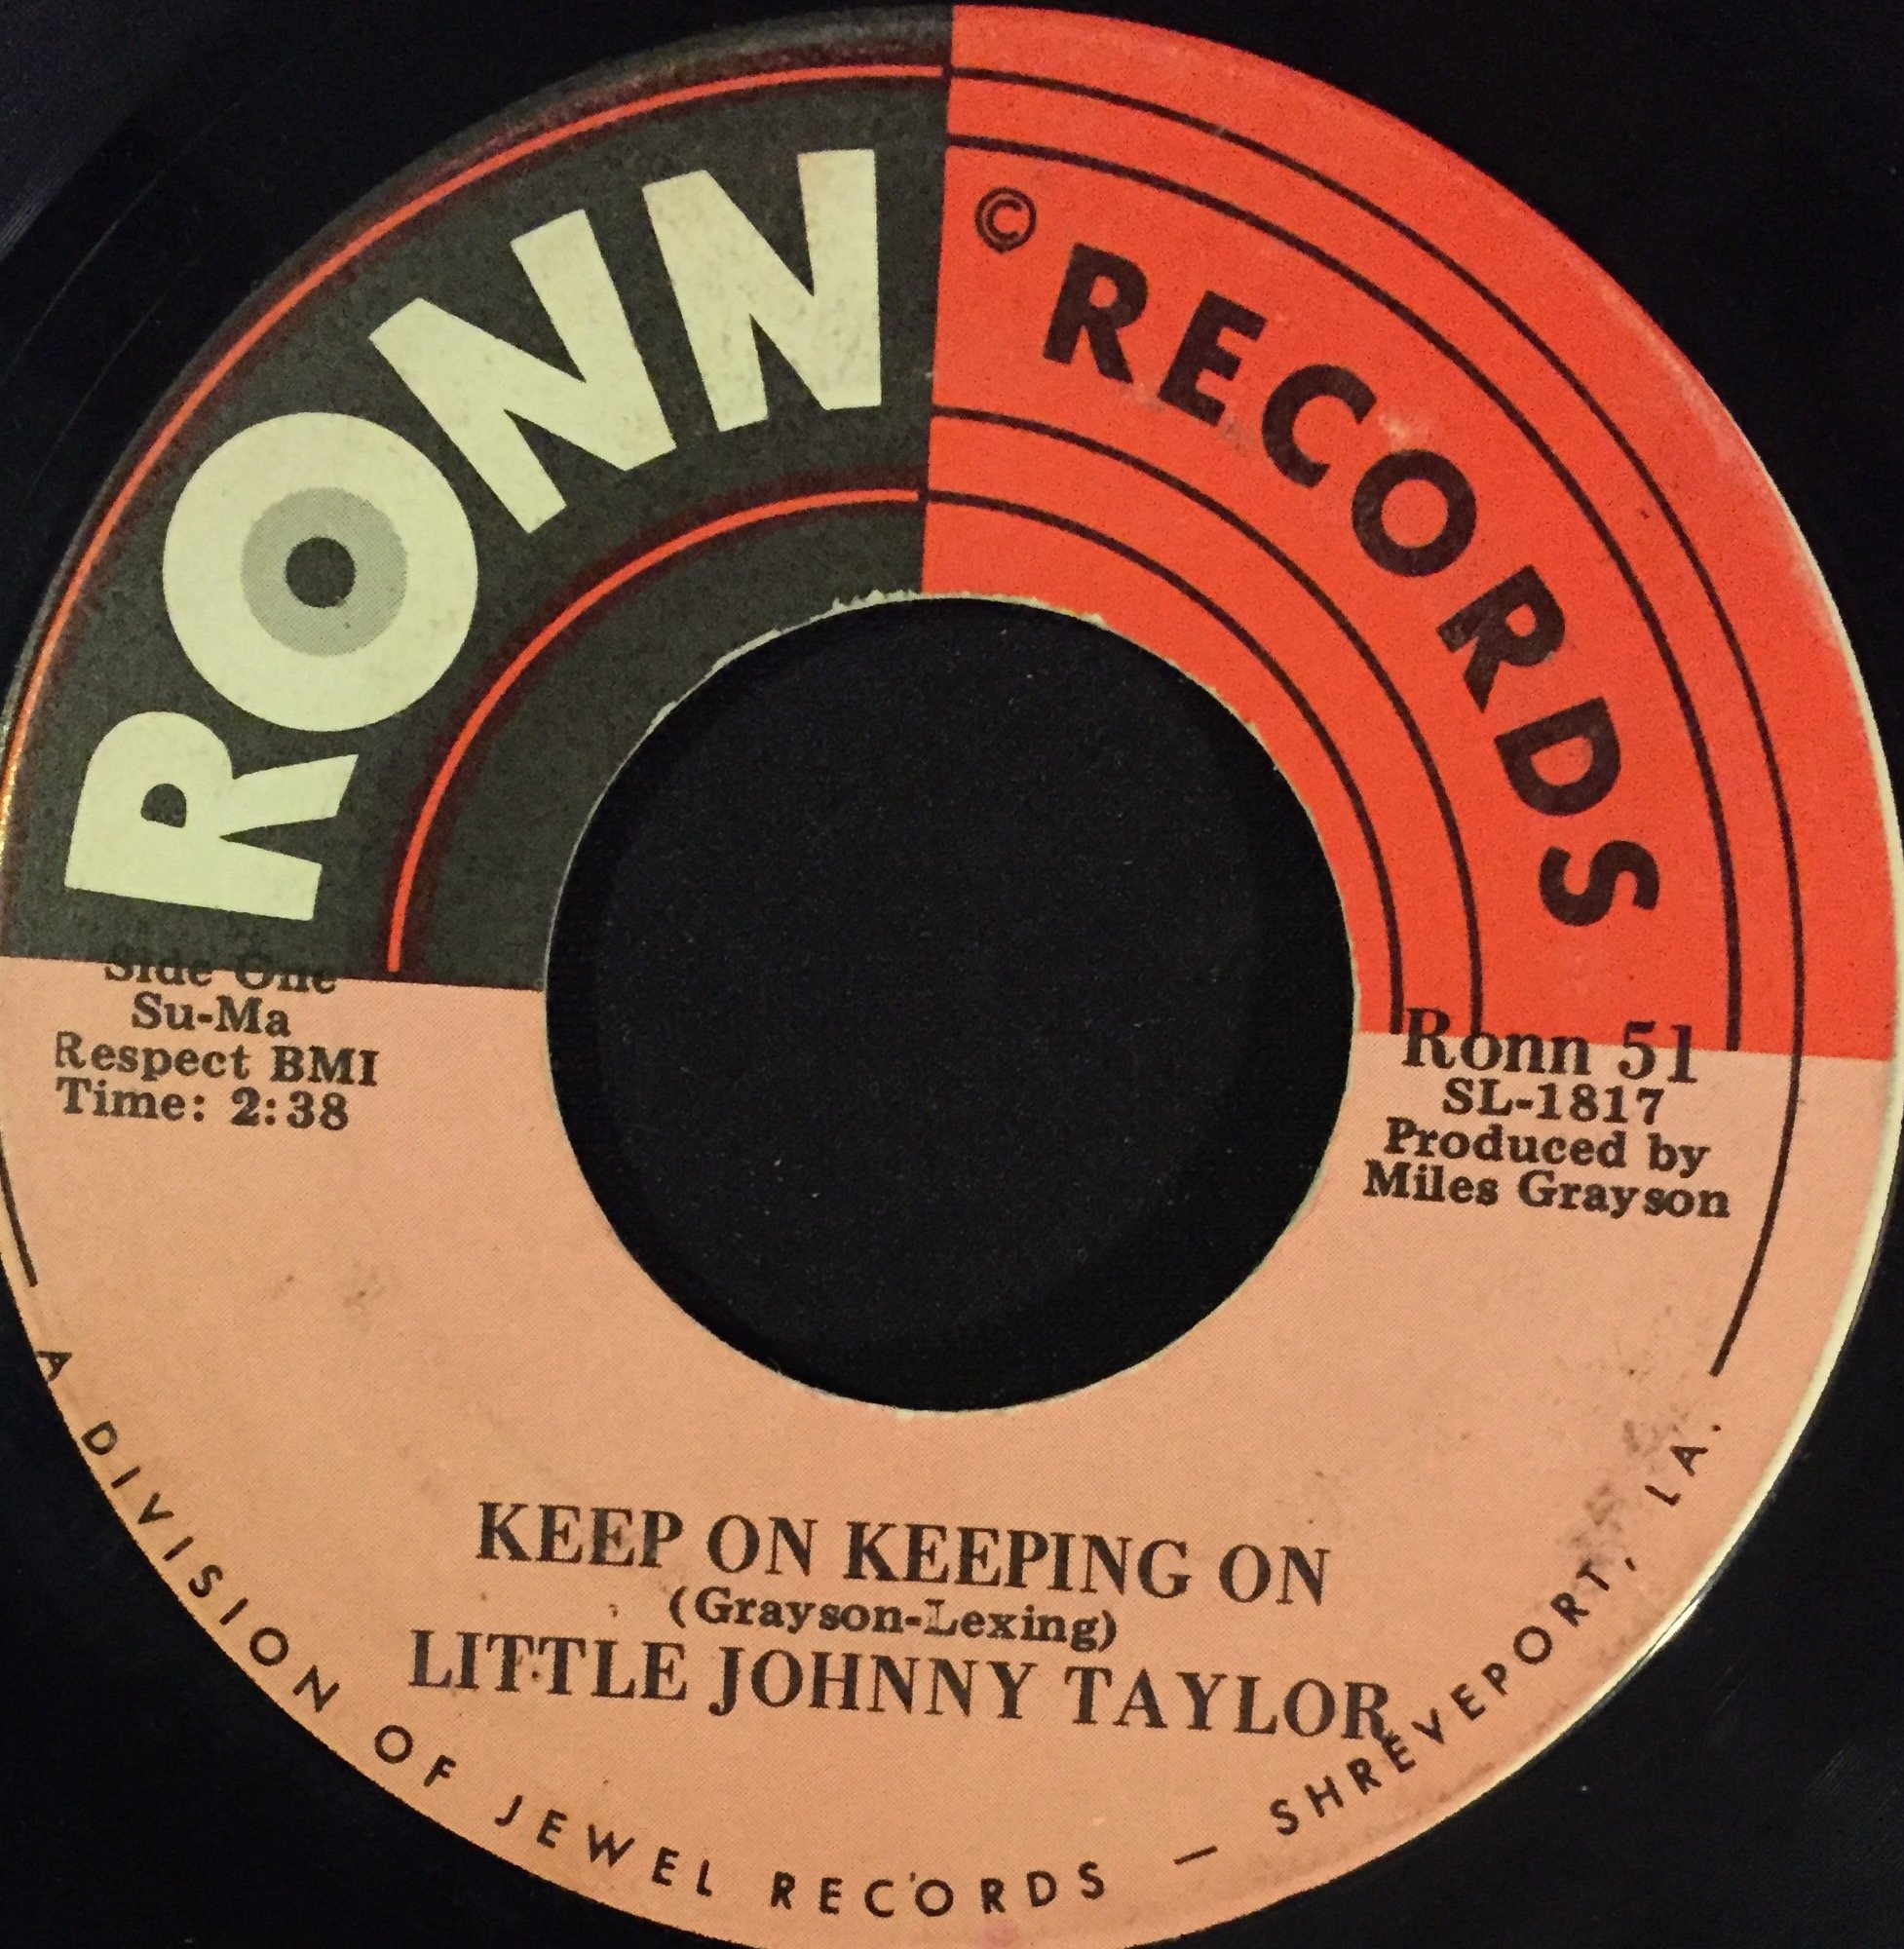 RONN
© RECORDS
Side One
Su-Ma
Respect BMI
Time: 2:38
Ronn 51
SL-1817
Produced by
Miles Grayson
KEEP ON KEEPING ON
(Grayson-Lexing)
LITTLE JOHNNY TAYLOR
A DIVISION OF JEWEL RECORDS — SHREVEPORT, LA.